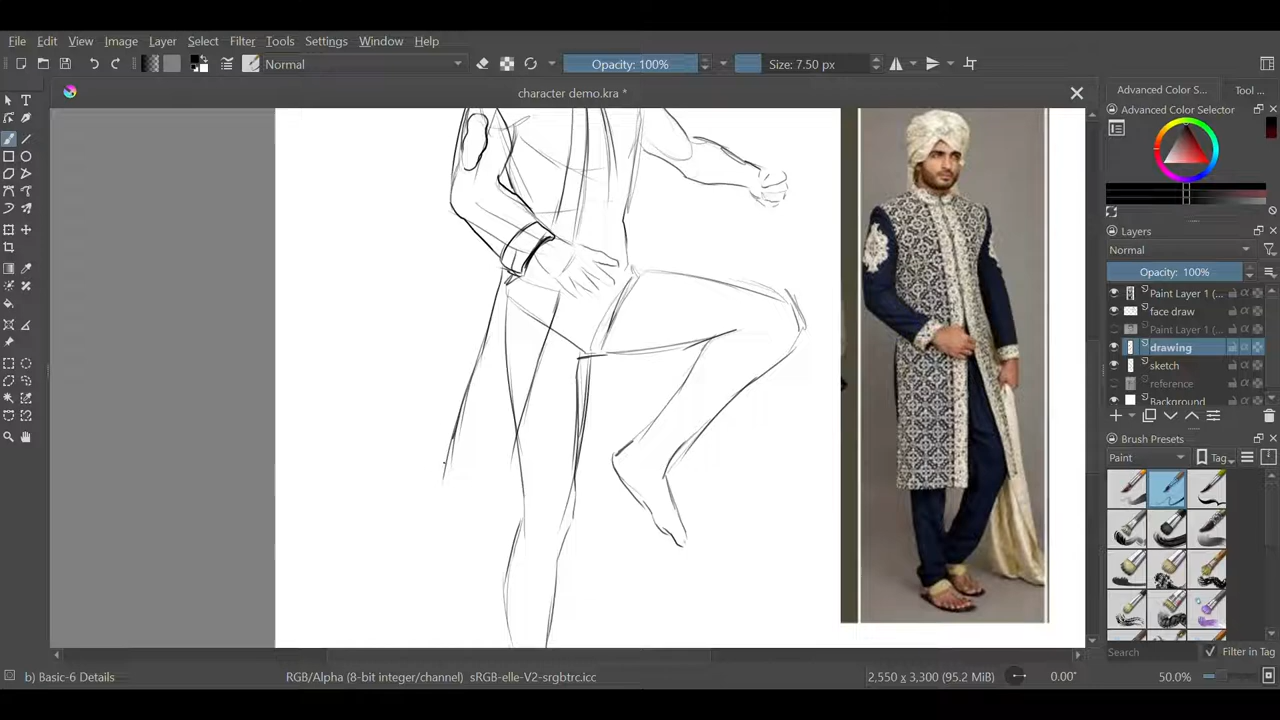 File Edit View Image Layer Select Filter Tools Settings Window Help
Normal Opacity: 100% Size: 7.50 px
character demo.kra *
Advanced Color S... Tool ...
Advanced Color Selector
Layers
Normal
Opacity: 100%
Paint Layer 1 (...
face draw
Paint Layer 1 (...
drawing
sketch
reference
Background
Brush Presets
Paint Tag
Search Filter in Tag
b) Basic-6 Details RGB/Alpha (8-bit integer/channel) sRGB-elle-V2-srgbtrc.icc 2,550 x 3,300 (95.2 MiB) 0.00° 50.0%